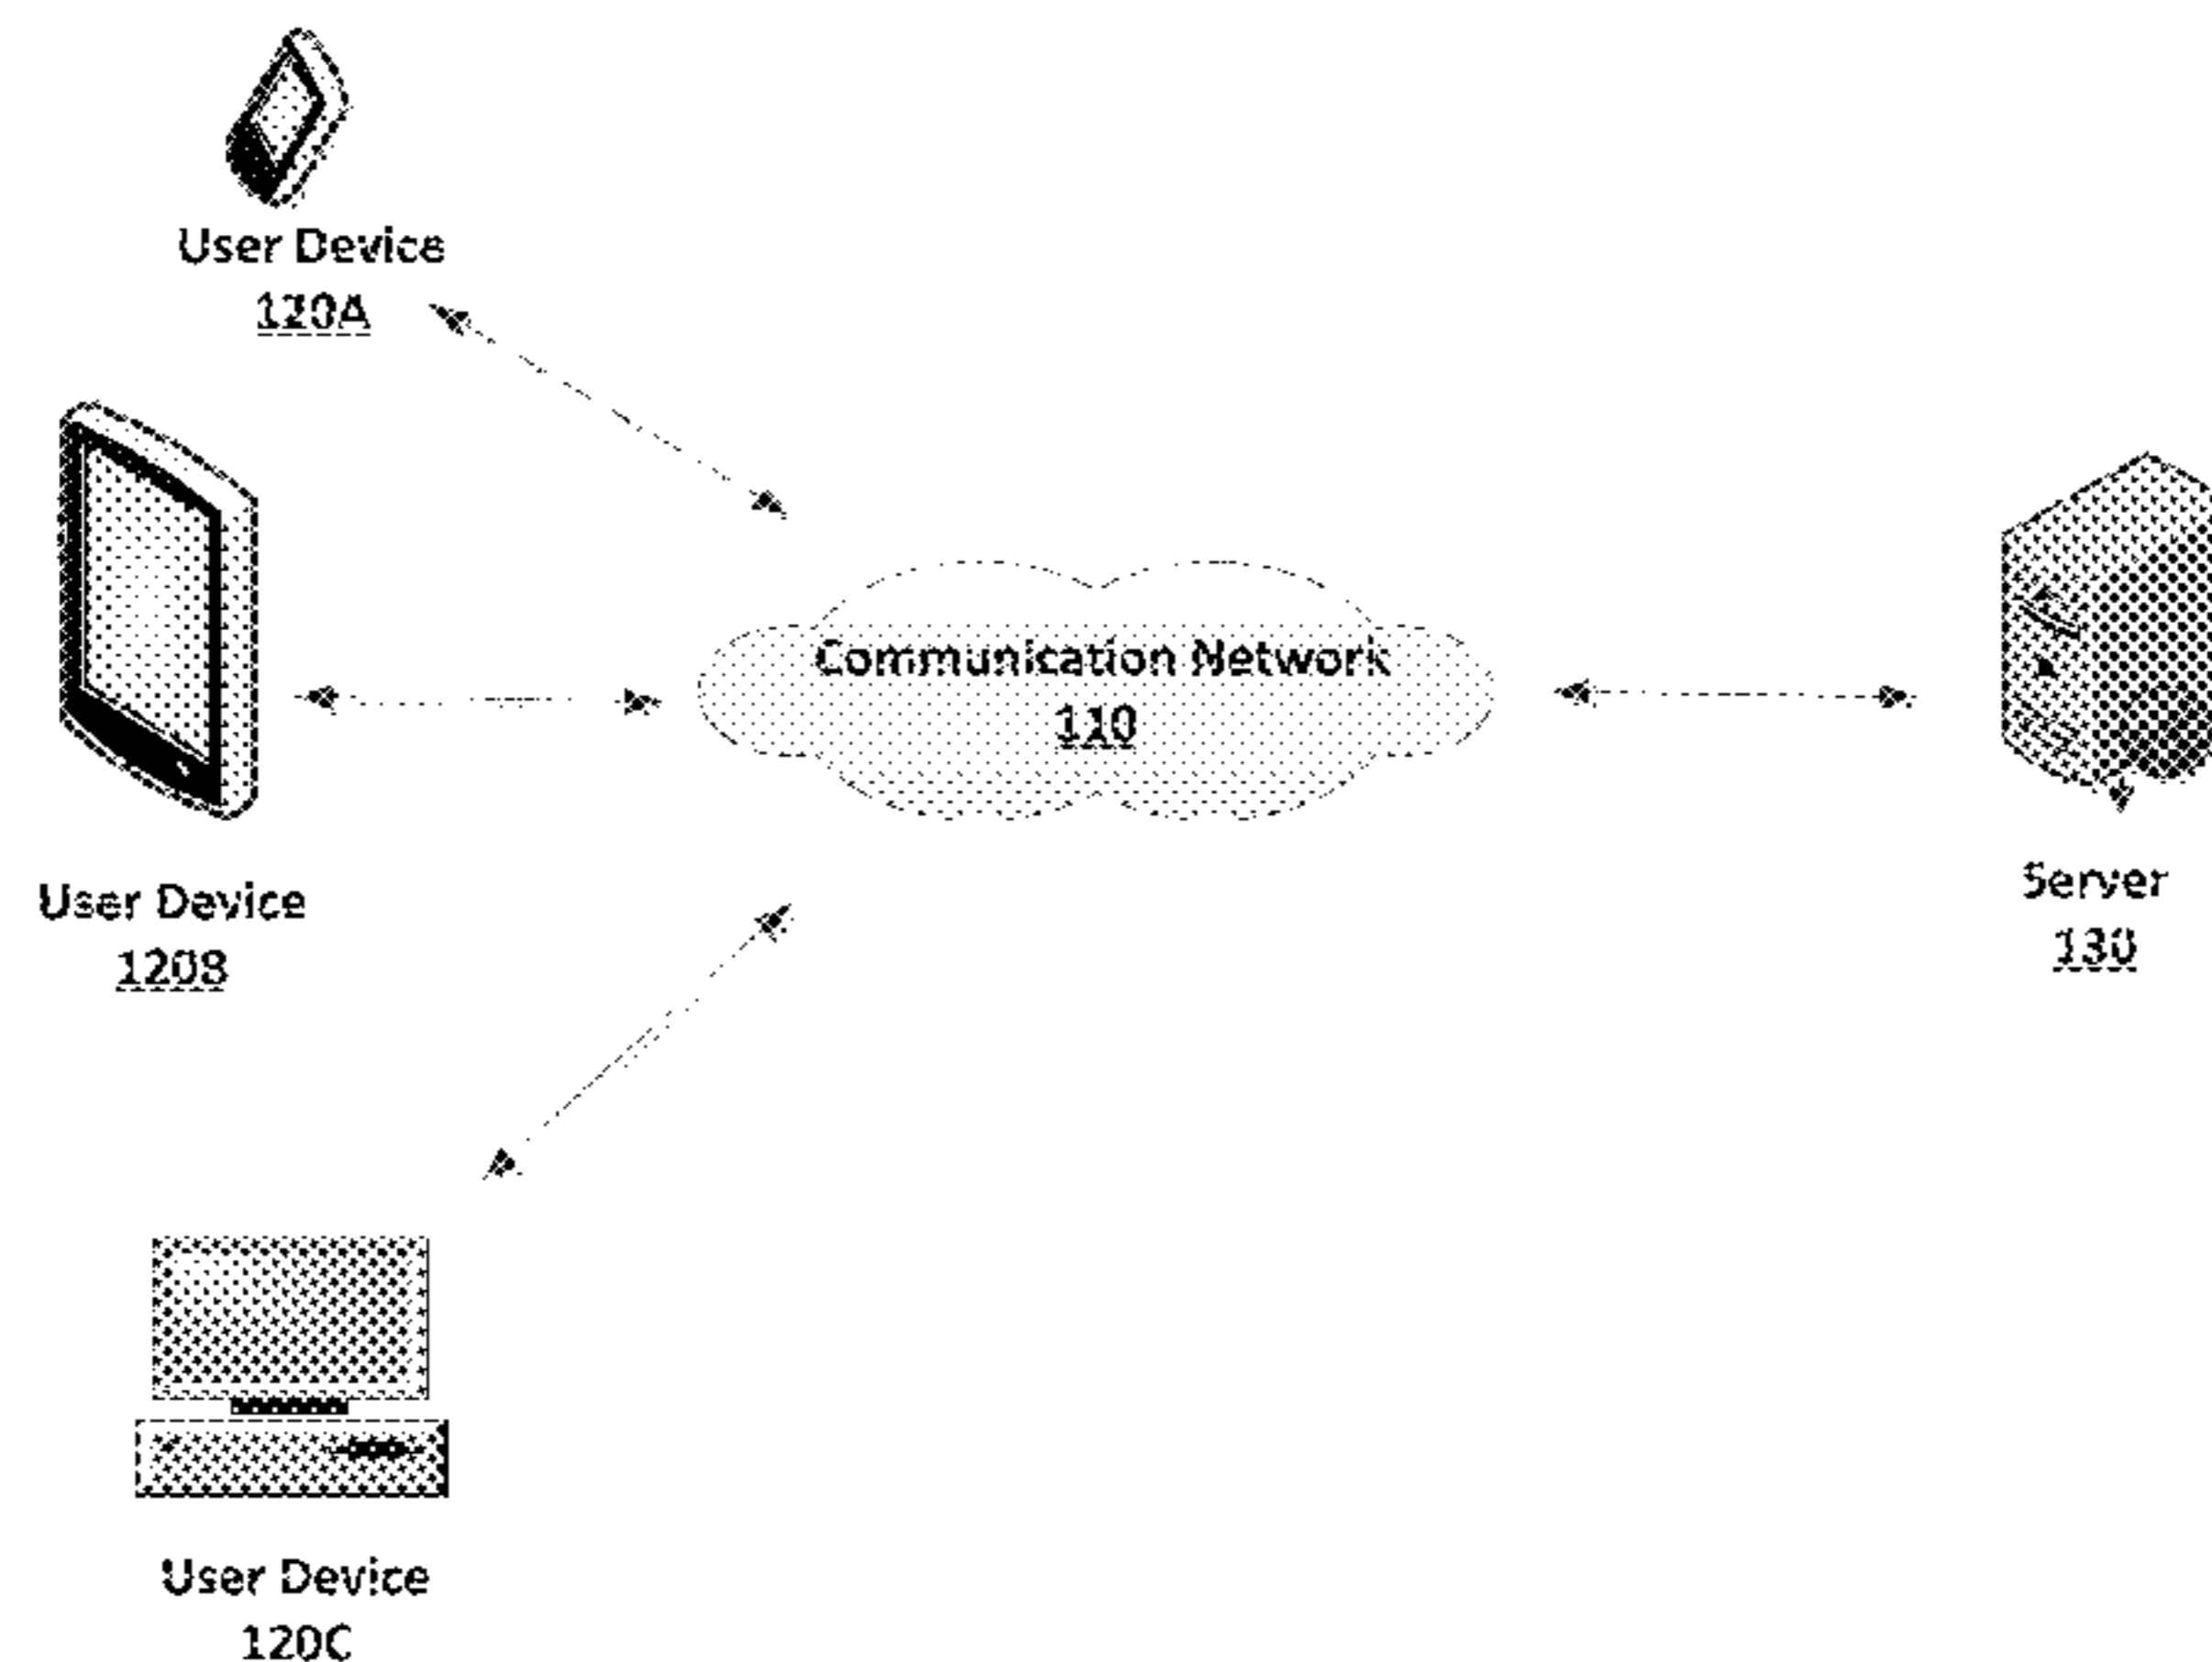 User Device
120A
Communication Network
110
User Device
120B
Server
130
User Device
120C